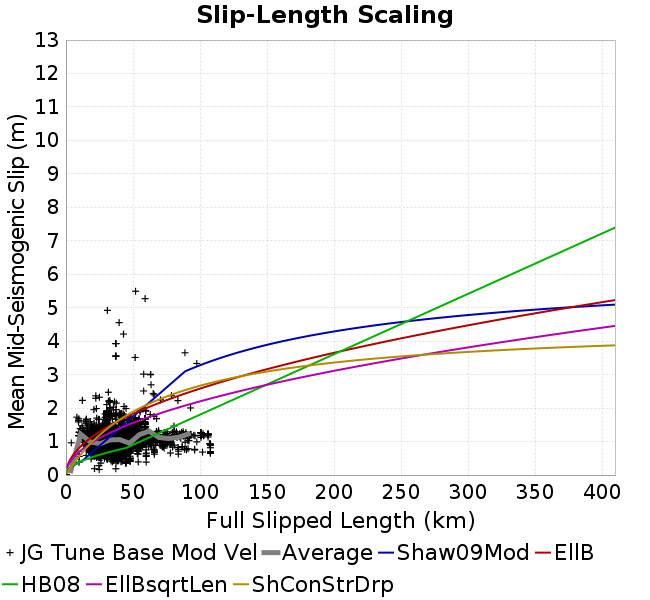 Slip-Length Scaling
Mean Mid-Seismogenic Slip (m)
13
12
11
10
9
8
7
6
5
4
3
2
1
0
0 50 100 150 200 250 300 350 400
Full Slipped Length (km)
JG Tune Base Mod Vel Average Shaw09Mod EllB
HB08 EllBsqrtLen ShConStrDrp